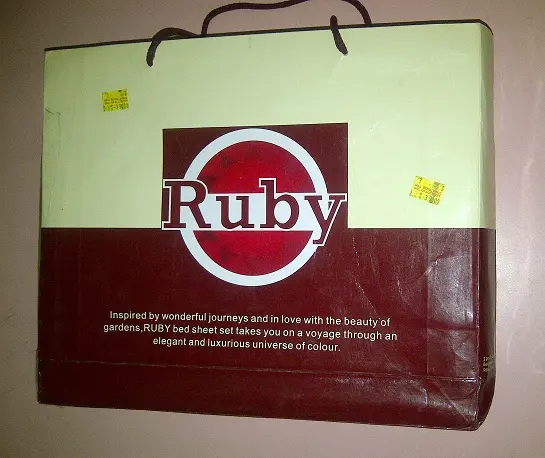 Ruby
Inspired by wonderful journeys and in love with the beauty of
gardens,RUBY bed sheet set takes you on a voyage through an
elegant and luxurious universe of colour.